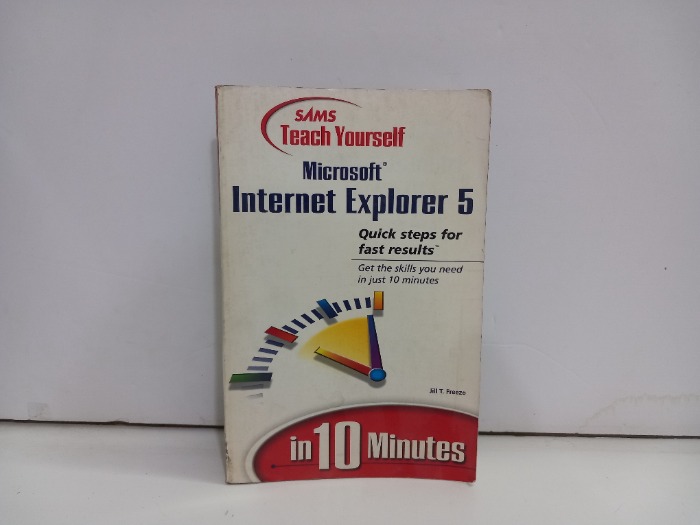 SAMS
Teach Yourself
Microsoft®
Internet Explorer 5
Quick steps for
fast results™
Get the skills you need
in just 10 minutes
Jill T. Freeze
in 10 Minutes